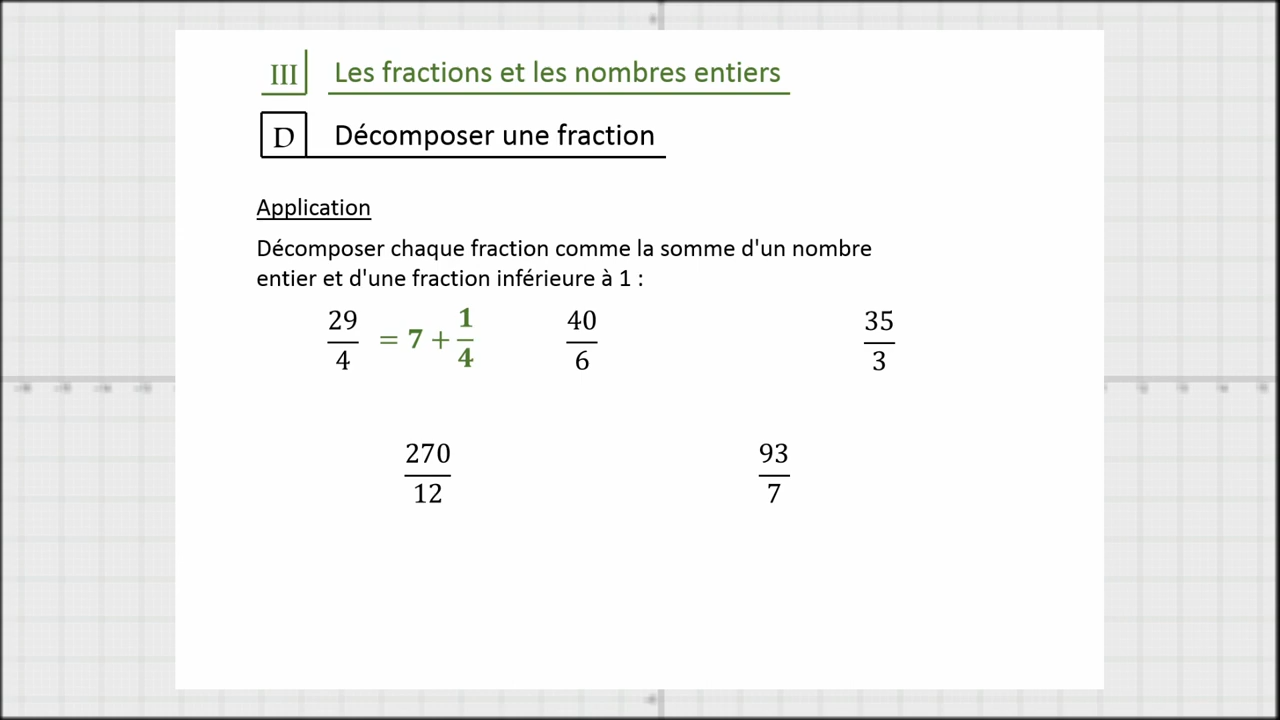 III Les fractions et les nombres entiers
D Décomposer une fraction
Application
Décomposer chaque fraction comme la somme d'un nombre
entier et d'une fraction inférieure à 1 :
29/4 = 7 + 1/4 40/6 35/3
270/12 93/7